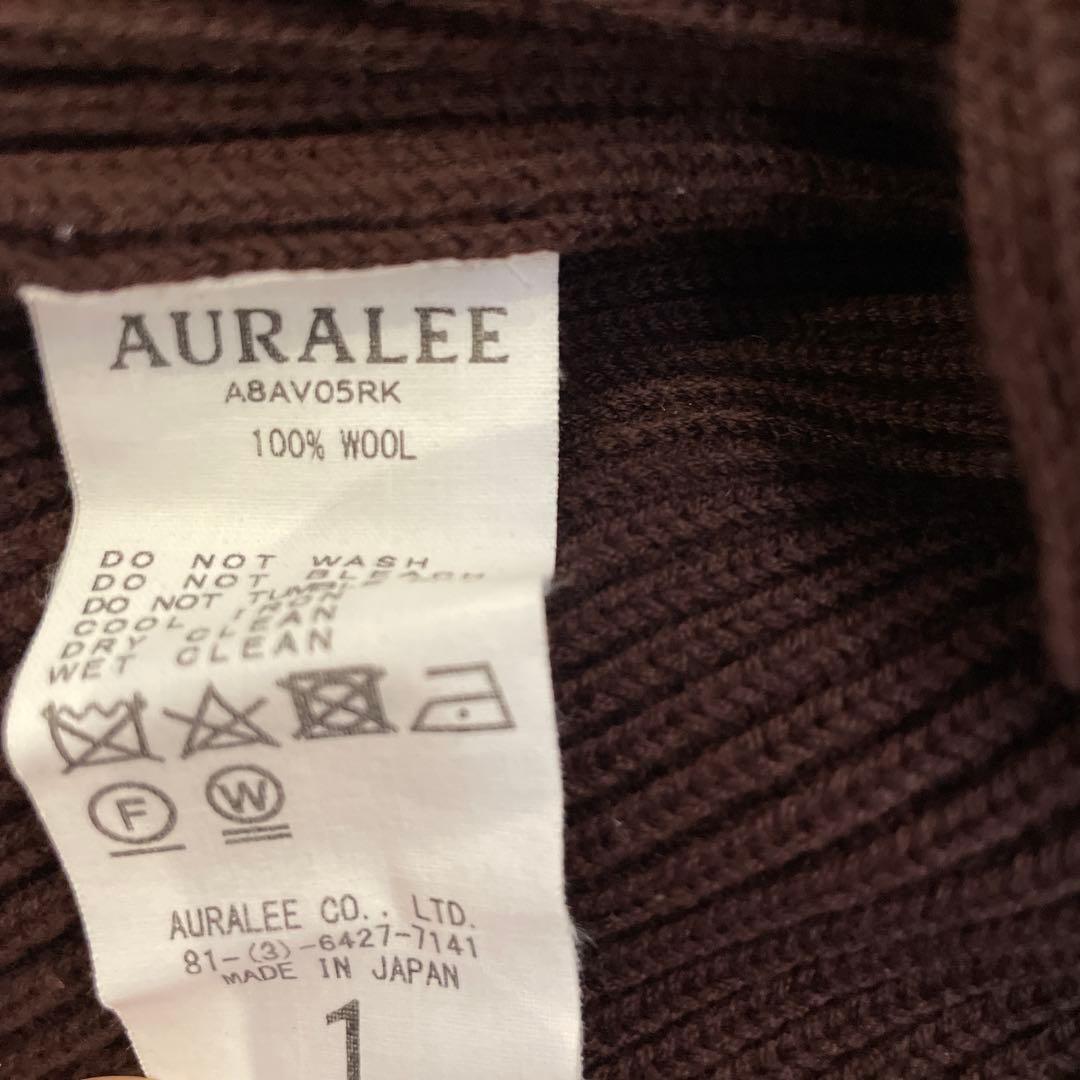 AURALEE
A8AV05RK
100% WOOL
DO NOT WASH
DO NOT BLEACH
DO NOT TUMBLE
COOL IRON
DRY CLEAN
WET CLEAN
F W
AURALEE CO., LTD.
81-(3)-6427-7141
MADE IN JAPAN
1